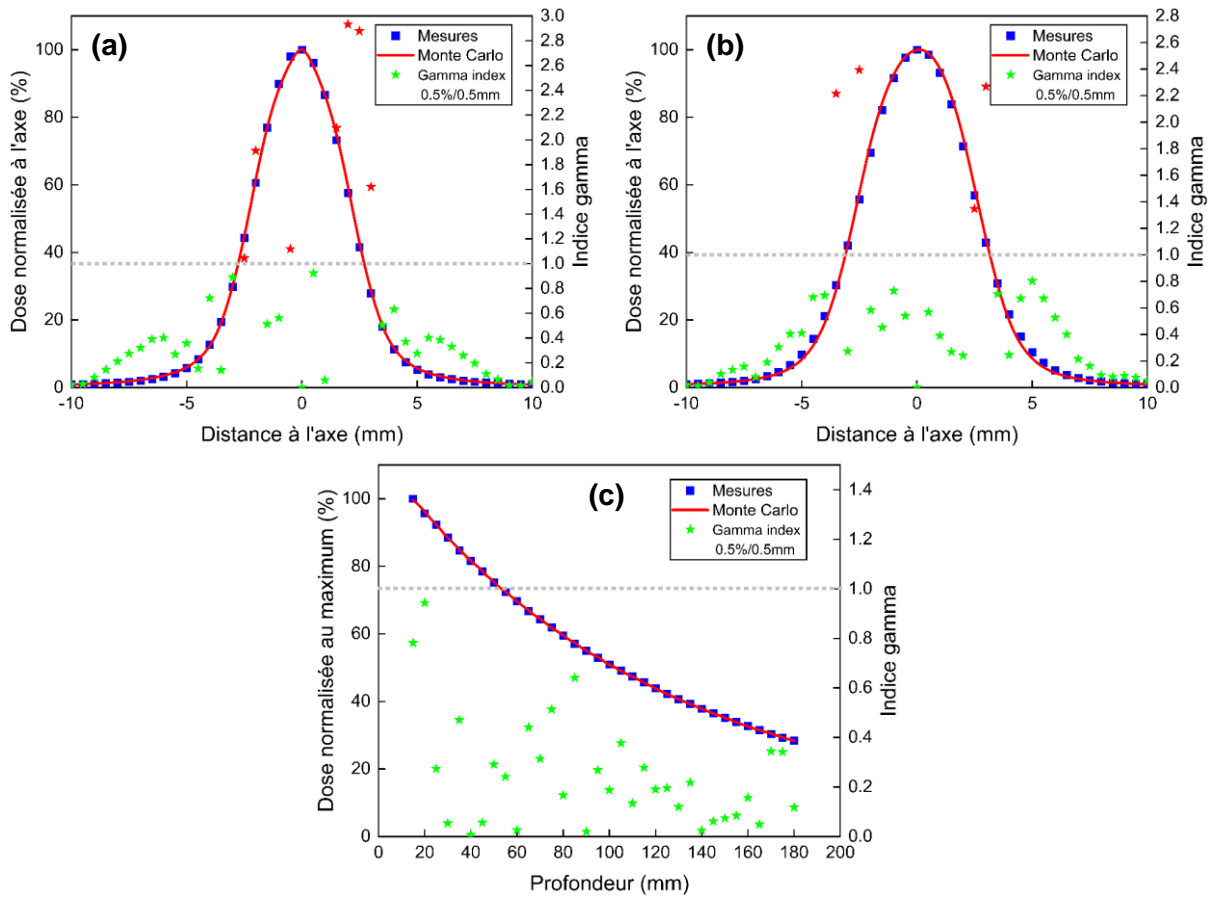 (a)
Mesures
Monte Carlo
Gamma index
0.5%/0.5mm
Dose normalisée à l'axe (%)
100
80
60
40
20
0
3.0
2.8
2.6
2.4
2.2
2.0
1.8
1.6
1.4
1.2
1.0
0.8
0.6
0.4
0.2
0.0
Indice gamma
-10 -5 0 5 10
Distance à l'axe (mm)
(b)
Mesures
Monte Carlo
Gamma index
0.5%/0.5mm
Dose normalisée à l'axe (%)
100
80
60
40
20
0
2.8
2.6
2.4
2.2
2.0
1.8
1.6
1.4
1.2
1.0
0.8
0.6
0.4
0.2
0.0
Indice gamma
-10 -5 0 5 10
Distance à l'axe (mm)
(c)
Mesures
Monte Carlo
Gamma index
0.5%/0.5mm
Dose normalisée au maximum (%)
100
80
60
40
20
0
1.4
1.2
1.0
0.8
0.6
0.4
0.2
0.0
Indice gamma
0 20 40 60 80 100 120 140 160 180 200
Profondeur (mm)